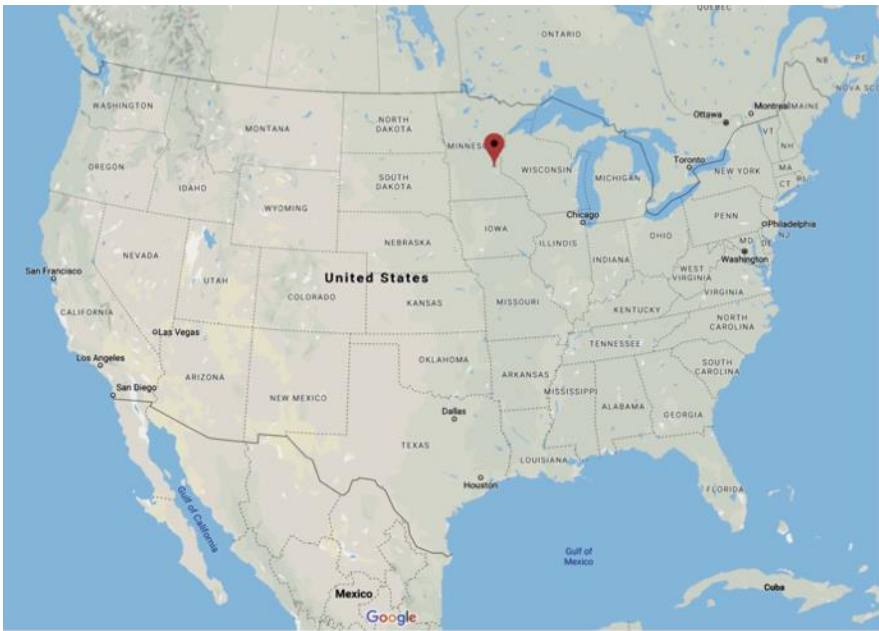 QUEBEC
ONTARIO
NB
PE
NOVA SCO
WASHINGTON
MONTANA
NORTH
DAKOTA
MINNES
Ottawa
Montreal
MAINE
VT
NH
OREGON
IDAHO
SOUTH
DAKOTA
WISCONSIN
MICHIGAN
Toronto
NEW YORK
MA
CT
RI
WYOMING
IOWA
Chicago
PENN
Philadelphia
NEBRASKA
ILLINOIS
INDIANA
OHIO
MD
DE
NJ
NEVADA
UTAH
United States
Washington
WEST
VIRGINIA
San Francisco
COLORADO
KANSAS
MISSOURI
KENTUCKY
VIRGINIA
CALIFORNIA
Las Vegas
NORTH
CAROLINA
TENNESSEE
Los Angeles
ARIZONA
OKLAHOMA
ARKANSAS
SOUTH
CAROLINA
San Diego
NEW MEXICO
MISSISSIPPI
ALABAMA
GEORGIA
Dallas
TEXAS
LOUISIANA
Houston
FLORIDA
Gulf of California
Gulf of
Mexico
Mexico
Cuba
Google